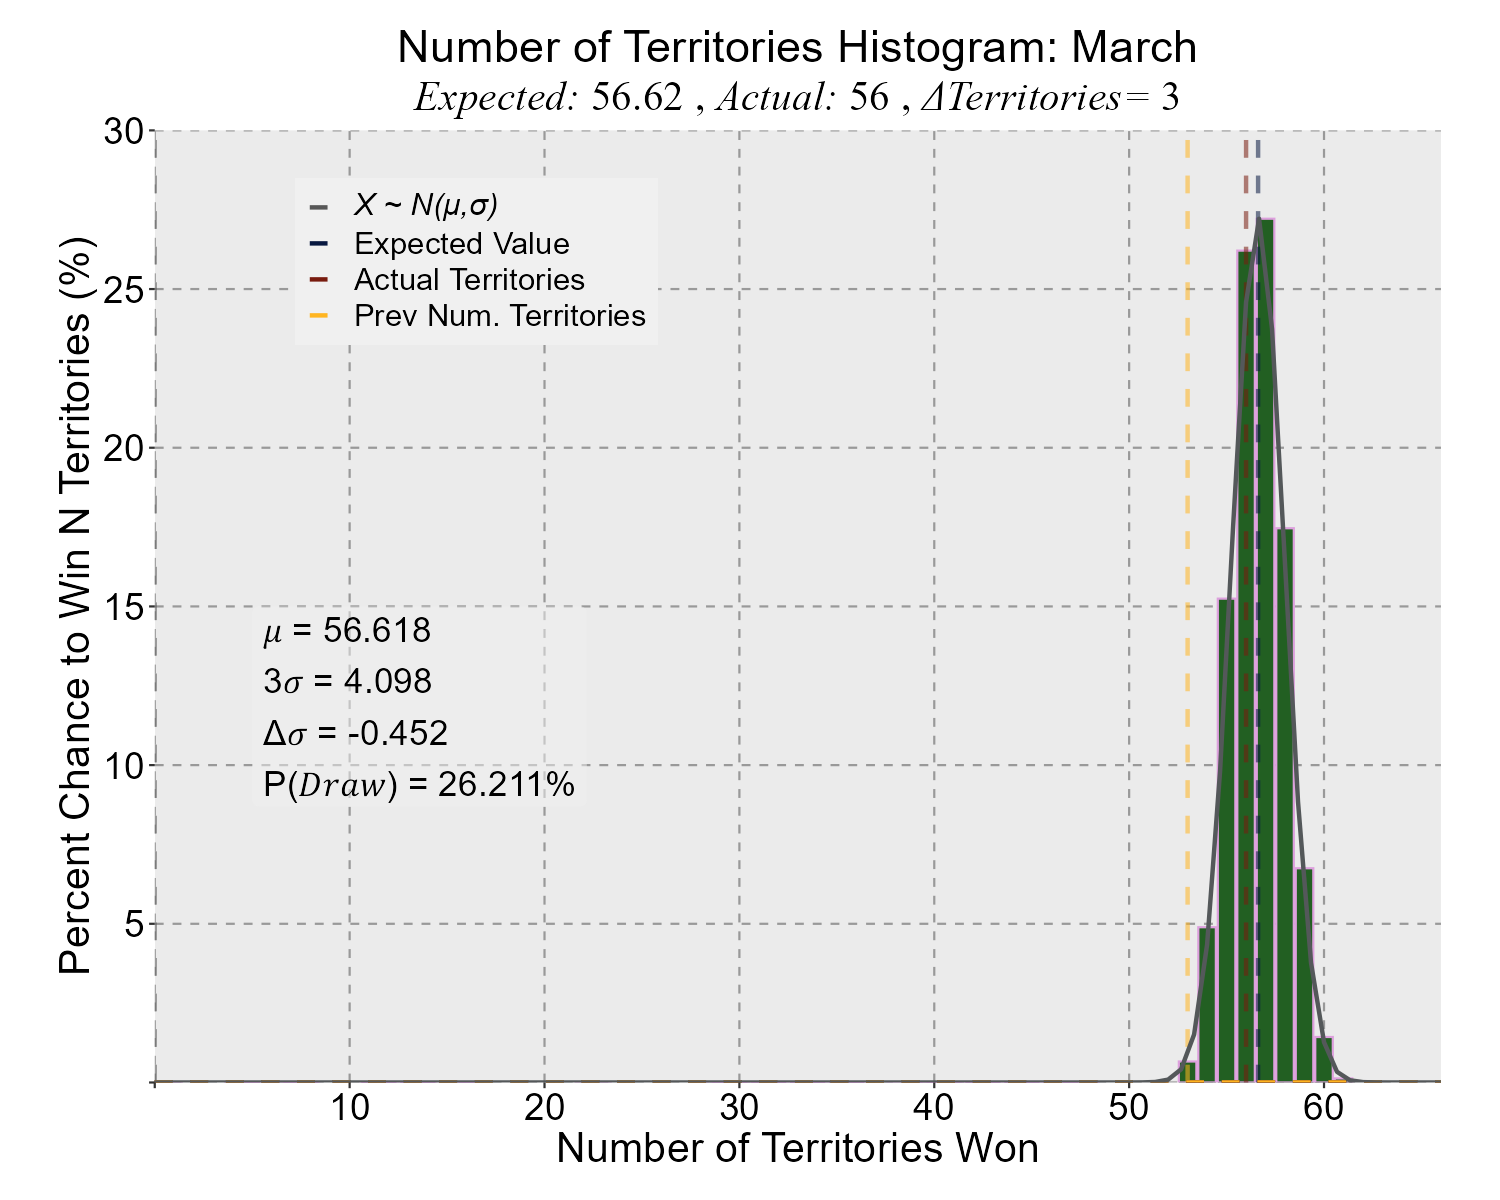 Number of Territories Histogram: March
Expected: 56.62 , Actual: 56 , ΔTerritories= 3
Percent Chance to Win N Territories (%)
30
25
20
15
10
5
X ~ N(μ,σ)
Expected Value
Actual Territories
Prev Num. Territories
μ = 56.618
3σ = 4.098
Δσ = -0.452
P(Draw) = 26.211%
10 20 30 40 50 60
Number of Territories Won